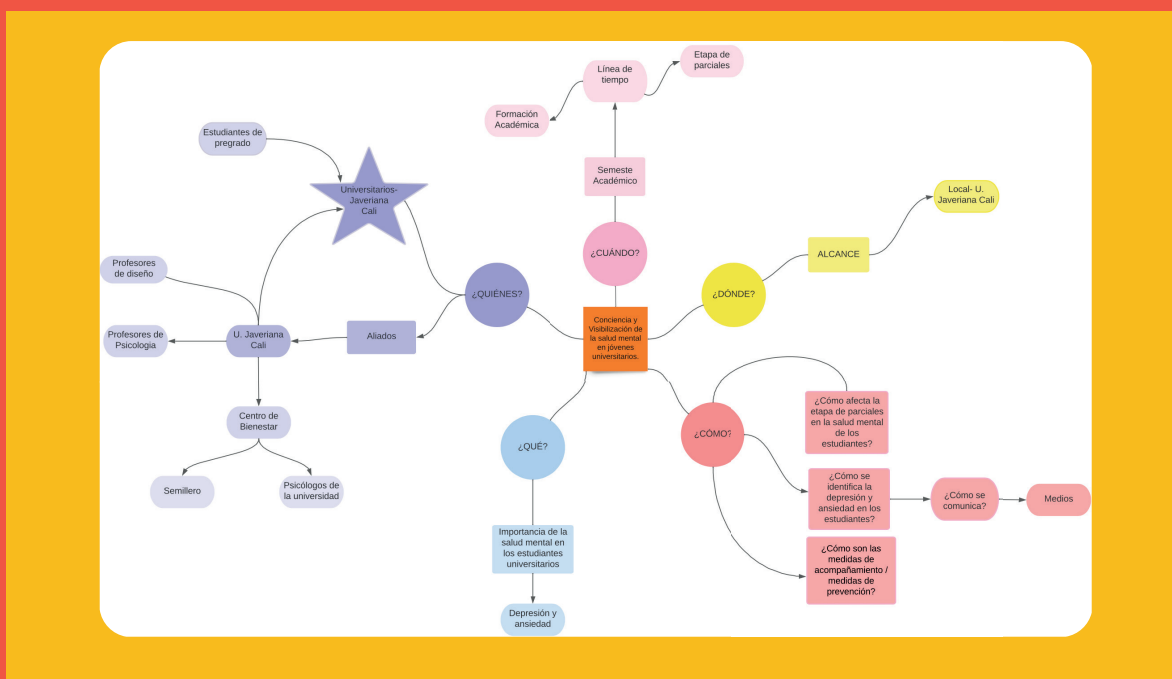 Etapa de
parciales
Línea de
tiempo
Formación
Académica
Estudiantes de
pregrado
Semeste
Académico
Universitarios-
Javeriana
Cali
Local- U.
Javeriana Cali
¿CUÁNDO?
ALCANCE
Profesores
de diseño
¿QUIÉNES?
¿DÓNDE?
Conciencia y
Visibilización de
la salud mental
en jóvenes
universitarios.
Profesores de
Psicologia
U. Javeriana
Cali
Aliados
¿Cómo afecta la
etapa de parciales
en la salud mental
de los
estudiantes?
Centro de
Bienestar
¿QUÉ?
¿CÓMO?
Semillero
Psicólogos de
la universidad
¿Cómo se
identifica la
depresión y
ansiedad en los
estudiantes?
¿Cómo se
comunica?
Medios
Importancia de la
salud mental en
los estudiantes
universitarios
¿Cómo son las
medidas de
acompañamiento /
medidas de
prevención?
Depresión y
ansiedad